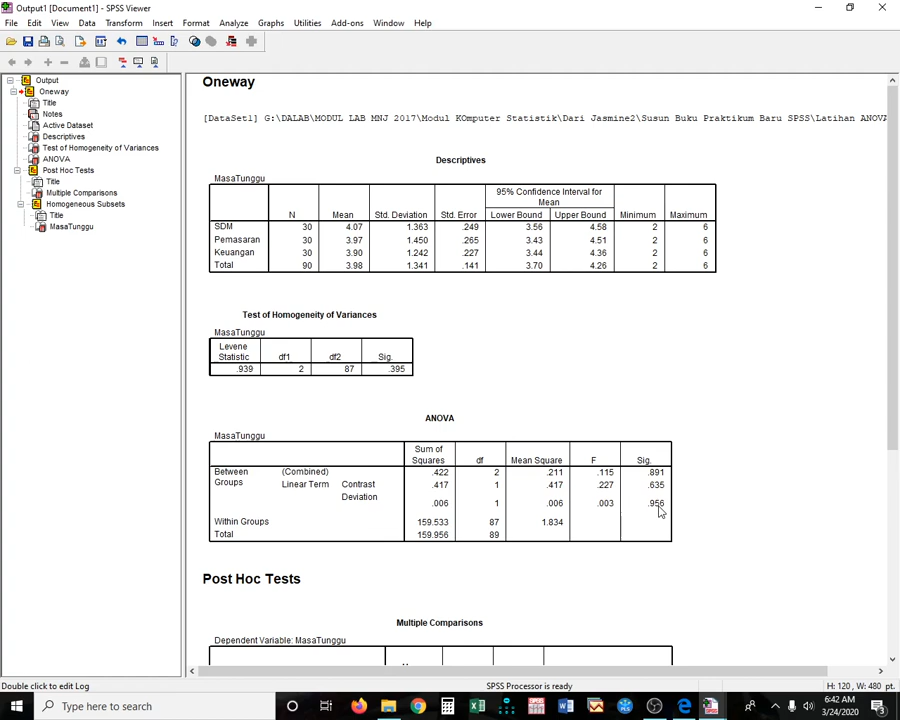 Output1 [Document1] - SPSS Viewer
File Edit View Data Transform Insert Format Analyze Graphs Utilities Add-ons Window Help
Output
Oneway
Title
Notes
Active Dataset
Descriptives
Test of Homogeneity of Variances
ANOVA
Post Hoc Tests
Title
Multiple Comparisons
Homogeneous Subsets
Title
MasaTunggu
Oneway
[DataSet1] G:\DALAB\MODUL LAB MNJ 2017\Modul KOmputer Statistik\Dari Jasmine2\Susun Buku Praktikum Baru SPSS\Latihan ANOVA
Descriptives
MasaTunggu
95% Confidence Interval for
Mean
N Mean Std. Deviation Std. Error Lower Bound Upper Bound Minimum Maximum
SDM 30 4.07 1.363 .249 3.56 4.58 2 6
Pemasaran 30 3.97 1.450 .265 3.43 4.51 2 6
Keuangan 30 3.90 1.242 .227 3.44 4.36 2 6
Total 90 3.98 1.341 .141 3.70 4.26 2 6
Test of Homogeneity of Variances
MasaTunggu
Levene
Statistic df1 df2 Sig.
.939 2 87 .395
ANOVA
MasaTunggu
Sum of
Squares df Mean Square F Sig.
Between (Combined) .422 2 .211 .115 .891
Groups Linear Term Contrast .417 1 .417 .227 .635
Deviation .006 1 .006 .003 .956
Within Groups 159.533 87 1.834
Total 159.956 89
Post Hoc Tests
Multiple Comparisons
Dependent Variable: MasaTunggu
Double click to edit Log SPSS Processor is ready H: 120 , W: 480 pt.
Type here to search
6:42 AM
3/24/2020